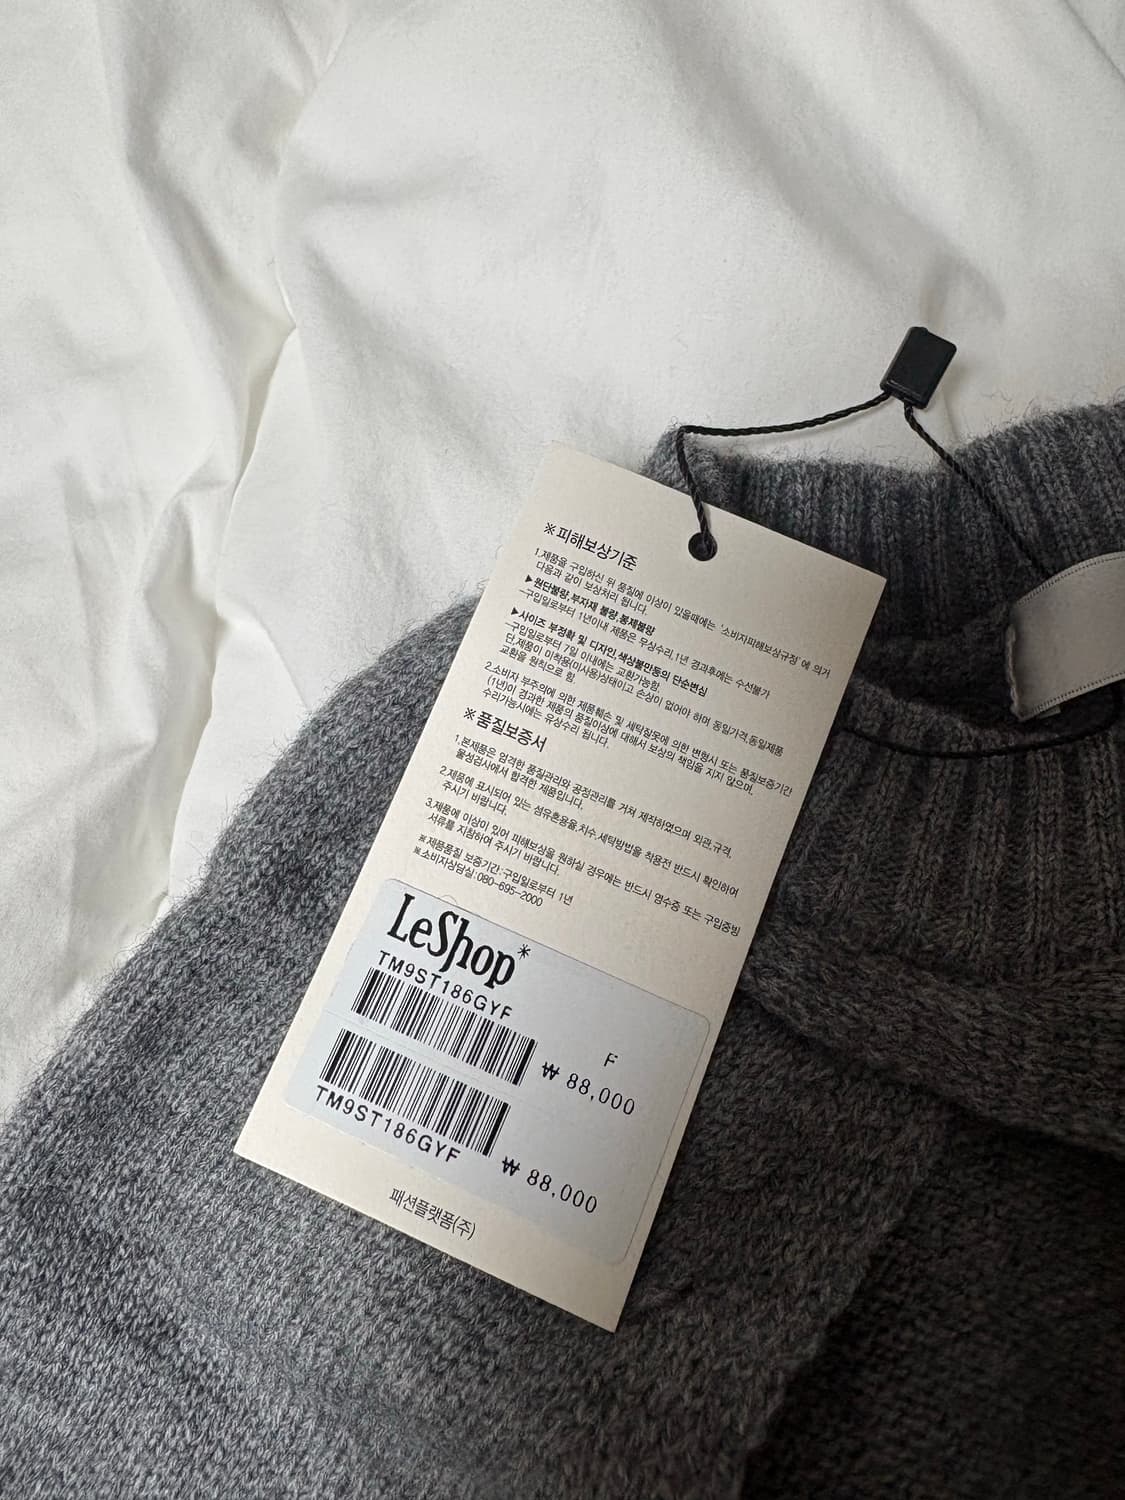 ※피해보상기준
1.제품을 구입하신 뒤 품질에 이상이 있을때에는 '소비자피해보상규정'에 의거
다음과 같이 보상처리 됩니다.
▶원단불량,부자재 불량,봉제불량
-구입일로부터 1년이내 제품은 무상수리,1년 경과후에는 수선불가
▶사이즈 부정확 및 디자인,색상불만등의 단순변심
-구입일로부터 7일 이내에는 교환가능함.
단,제품이 미착용(미사용)상태이고 손상이 없어야 하며 동일가격,동일제품
교환을 원칙으로 함.
2.소비자 부주의에 의한 제품훼손 및 세탁잘못에 의한 변형시 또는 품질보증기간
(1년)이 경과한 제품의 품질이상에 대해서 보상의 책임을 지지 않으며,
수리가능시에는 유상수리 됩니다.
※품질보증서
1.본제품은 엄격한 품질관리와 공정관리를 거쳐 제작하였으며 외관,규격,
물성검사에서 합격한 제품입니다.
2.제품에 표시되어 있는 섬유혼용율,치수,세탁방법을 착용전 반드시 확인하여
주시기 바랍니다.
3.제품에 이상이 있어 피해보상을 원하실 경우에는 반드시 영수증 또는 구입증빙
서류를 지참하여 주시기 바랍니다.
※제품품질 보증기간:구입일로부터 1년
※소비자상담실:080-695-2000
LeShop*
TM9ST186GYF
F
₩ 88,000
TM9ST186GYF
₩ 88,000
패션플랫폼(주)